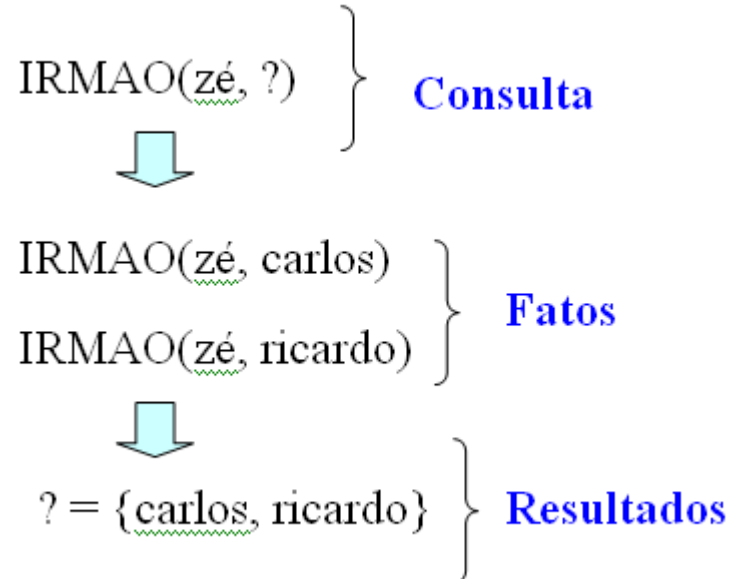 IRMAO(zé, ?)
Consulta
IRMAO(zé, carlos)
Fatos
IRMAO(zé, ricardo)
? = {carlos, ricardo}
Resultados